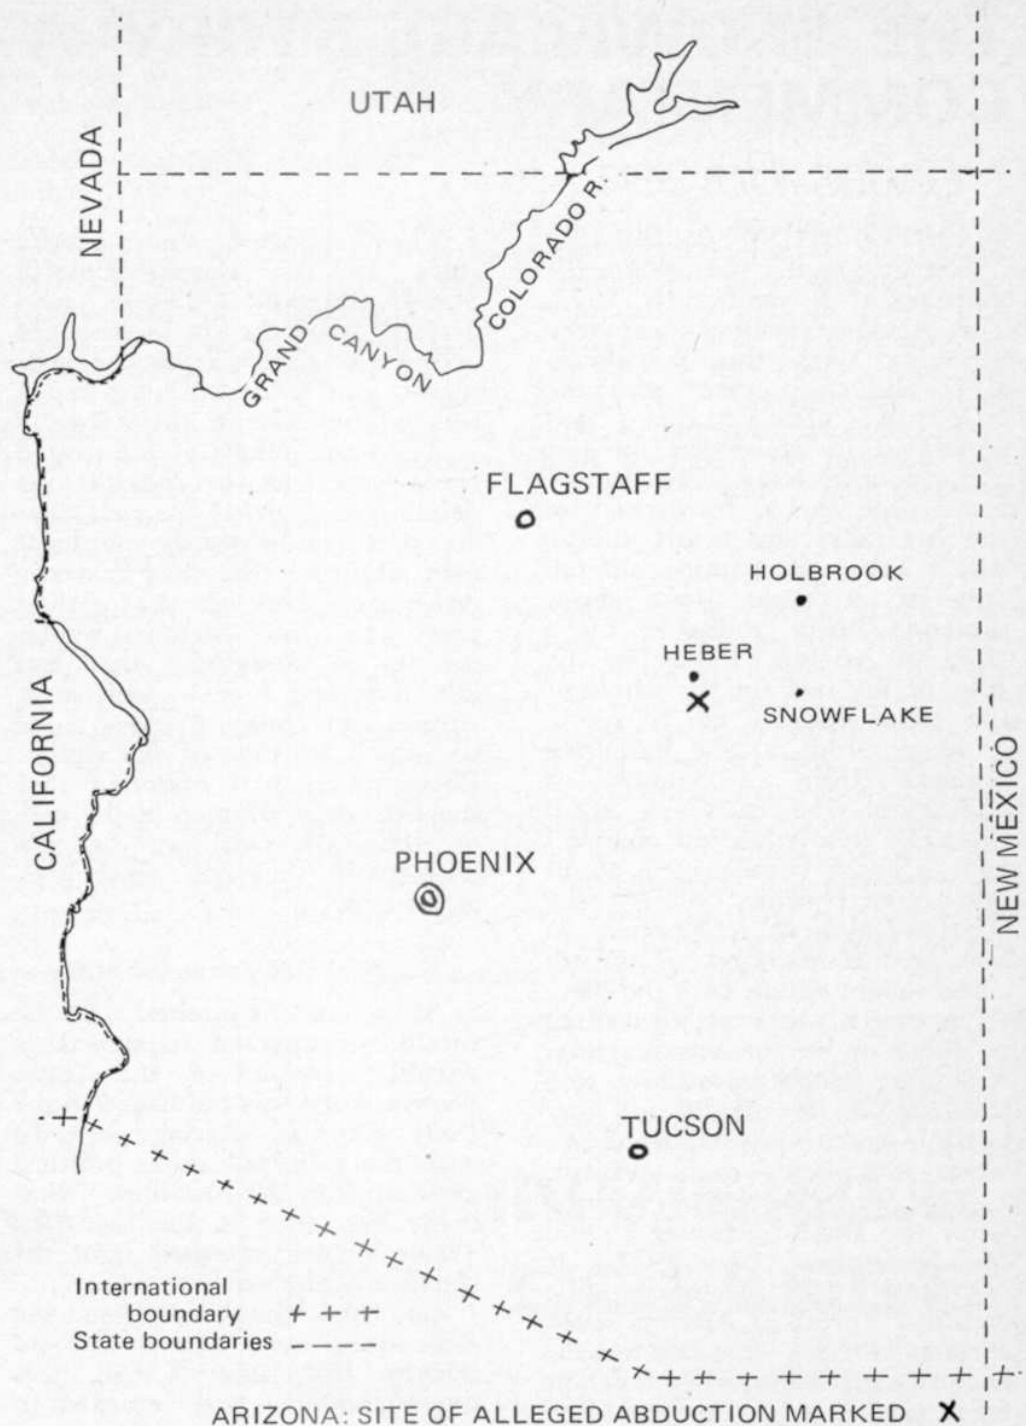 UTAH
NEVADA
COLORADO R.
GRAND CANYON
FLAGSTAFF
HOLBROOK
HEBER
X
SNOWFLAKE
CALIFORNIA
PHOENIX
NEW MEXICO
TUCSON
International
boundary + + + +
State boundaries -----
ARIZONA: SITE OF ALLEGED ABDUCTION MARKED X